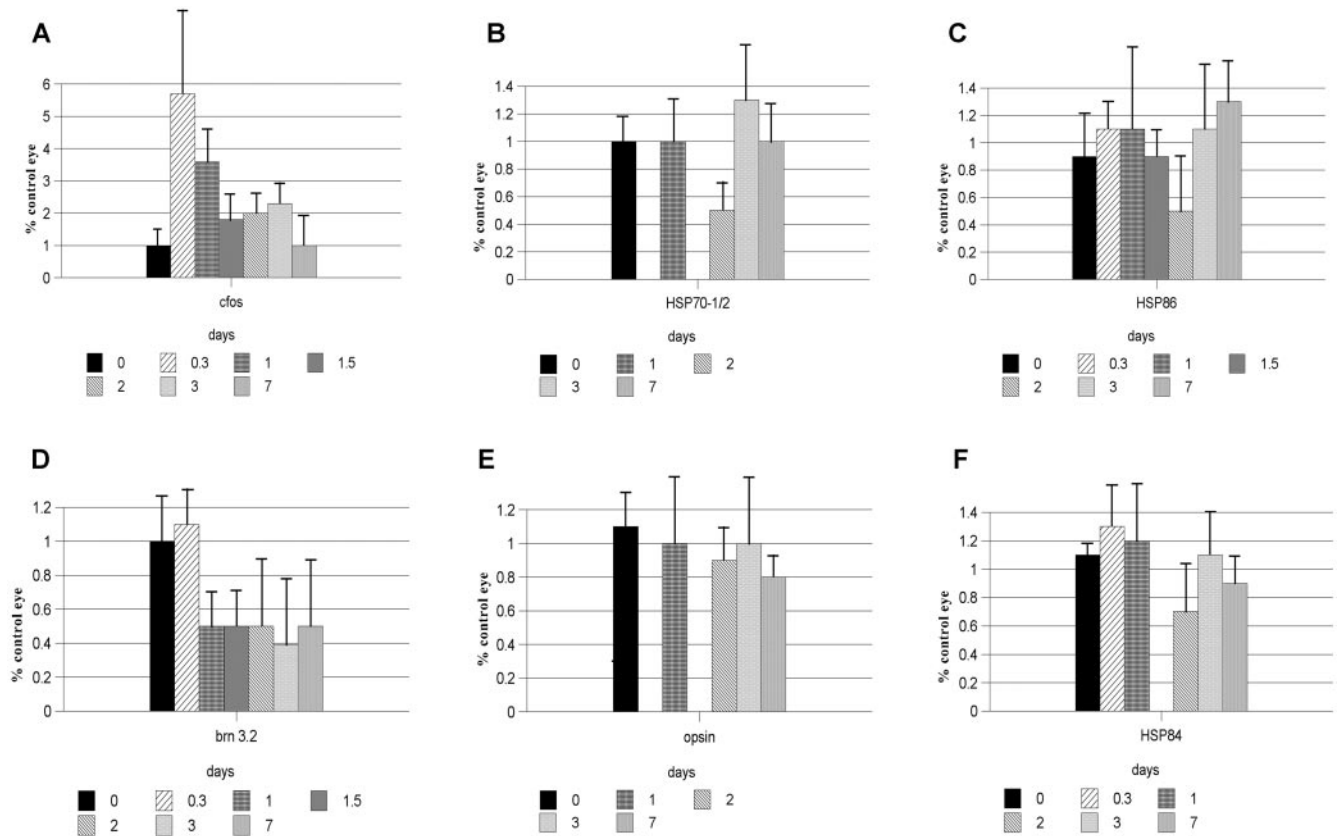 A
% control eye
6
5
4
3
2
1
0
cfos
days
0 0.3 1 1.5
2 3 7
B
% control eye
1.4
1.2
1
0.8
0.6
0.4
0.2
0
HSP70-1/2
days
0 1 2
3 7
C
% control eye
1.4
1.2
1
0.8
0.6
0.4
0.2
0
HSP86
days
0 0.3 1 1.5
2 3 7
D
% control eye
1.2
1
0.8
0.6
0.4
0.2
0
brn 3.2
days
0 0.3 1 1.5
2 3 7
E
% control eye
1.2
1
0.8
0.6
0.4
0.2
0
opsin
days
0 1 2
3 7
F
% control eye
1.4
1.2
1
0.8
0.6
0.4
0.2
0
HSP84
days
0 0.3 1
2 3 7